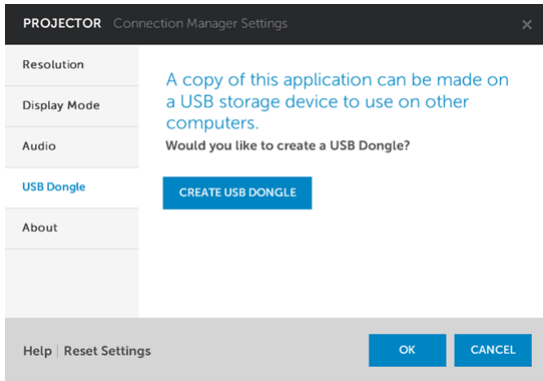 PROJECTOR Connection Manager Settings ×
Resolution
Display Mode
Audio
USB Dongle
About
A copy of this application can be made on
a USB storage device to use on other
computers.
Would you like to create a USB Dongle?
CREATE USB DONGLE
Help | Reset Settings
OK
CANCEL